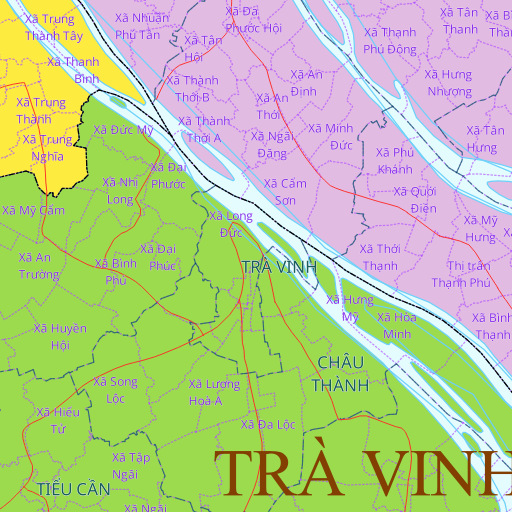 Xã Trung
Thành Tây
Xã Nhuận
Phú Tân
Xã Đa
Phước Hội
Xã Tân
Thanh
Xã Tân
Hội
Xã Thạnh
Phú Đông
Xã Thanh
Bình
Xã Thành
Thới B
Xã An
Định
Xã Hưng
Nhượng
Xã Trung
Thành
Xã An
Thới
Xã Đức Mỹ
Xã Thành
Thới A
Xã Ngãi
Đăng
Xã Minh
Đức
Xã Tân
Hưng
Xã Trung
Nghĩa
Xã Phú
Khánh
Xã Đại
Phước
Xã Nhị
Long
Xã Cẩm
Sơn
Xã Quới
Điền
Xã Mỹ Cẩm
Xã Long
Đức
Xã Mỹ
Hưng
Xã Đại
Phúc
Xã Thới
Thạnh
Xã An
Trường
Xã Bình
Phú
TRÀ VINH
Thị trấn
Thạnh Phú
Xã Hưng
Mỹ
Xã Hòa
Minh
Xã Bình
Thạnh
Xã Huyền
Hội
CHÂU
THÀNH
Xã Song
Lộc
Xã Lương
Hoà A
Xã Hiếu
Tử
Xã Đa Lộc
Xã Tập
Ngãi
TRÀ VINH
TIỂU CẦN
Xã Ngãi